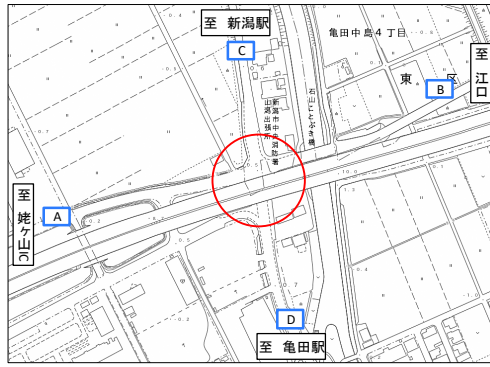 至 新潟駅
C
亀田中島4丁目
至 江口
東 区
B
石山ことぶき橋
新潟市中央消防署
山潟出張所
至 姥ヶ山IC
A
D
至 亀田駅